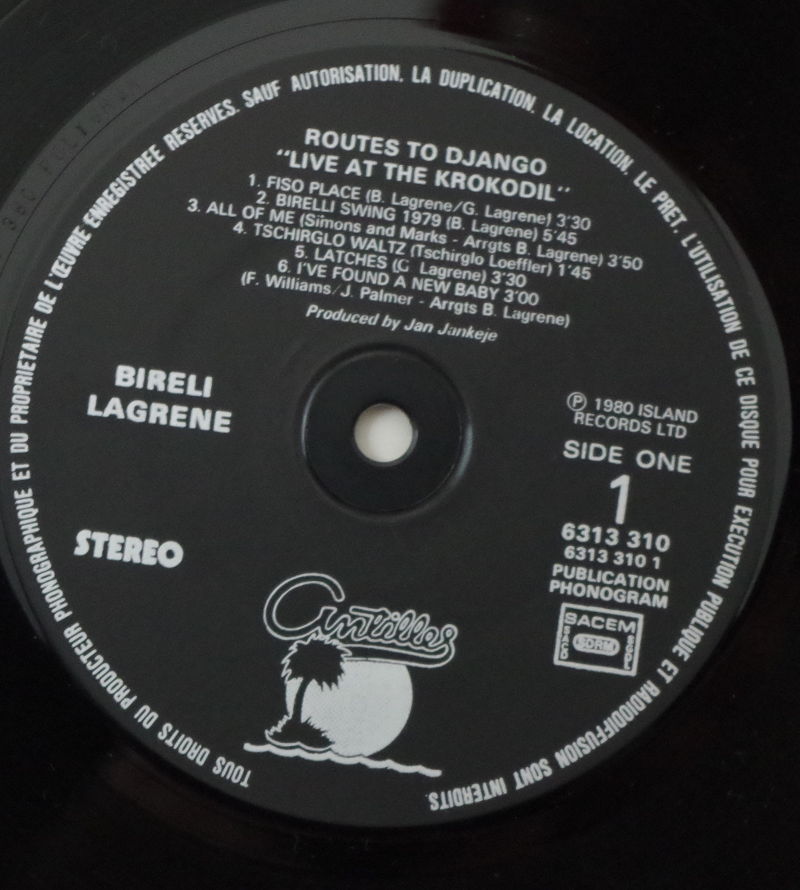 TOUS DROITS DU PRODUCTEUR PHONOGRAPHIQUE ET DU PROPRIETAIRE DE L'ŒUVRE ENREGISTREE RESERVES. SAUF AUTORISATION, LA DUPLICATION, LA LOCATION, LE PRET, L'UTILISATION DE CE DISQUE POUR EXECUTION PUBLIQUE ET RADIODIFFUSION SONT INTERDITS.
ROUTES TO DJANGO
"LIVE AT THE KROKODIL"
1. FISO PLACE (B. Lagrene/G. Lagrene) 3'30
2. BIRELLI SWING 1979 (B. Lagrene) 5'45
3. ALL OF ME (Simons and Marks - Arrgts B. Lagrene) 3'50
4. TSCHIRGLO WALTZ (Tschirglo Loeffler) 1'45
5. LATCHES (G. Lagrene) 3'30
6. I'VE FOUND A NEW BABY 3'00
(F. Williams/J. Palmer - Arrgts B. Lagrene)
Produced by Jan Jankeje
BIRELI
LAGRENE
℗ 1980 ISLAND
RECORDS LTD
SIDE ONE
1
6313 310
6313 310 1
PUBLICATION
PHONOGRAM
STEREO
SACEM
SACD SDRM SGDL
Antilles